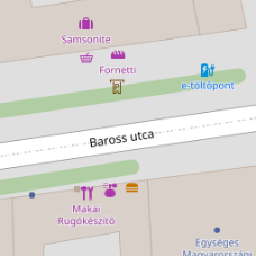 Samsonite
Fornetti
e-töltőpont
Baross utca
Makai
Rugókészítő
Egységes
Magyarországi